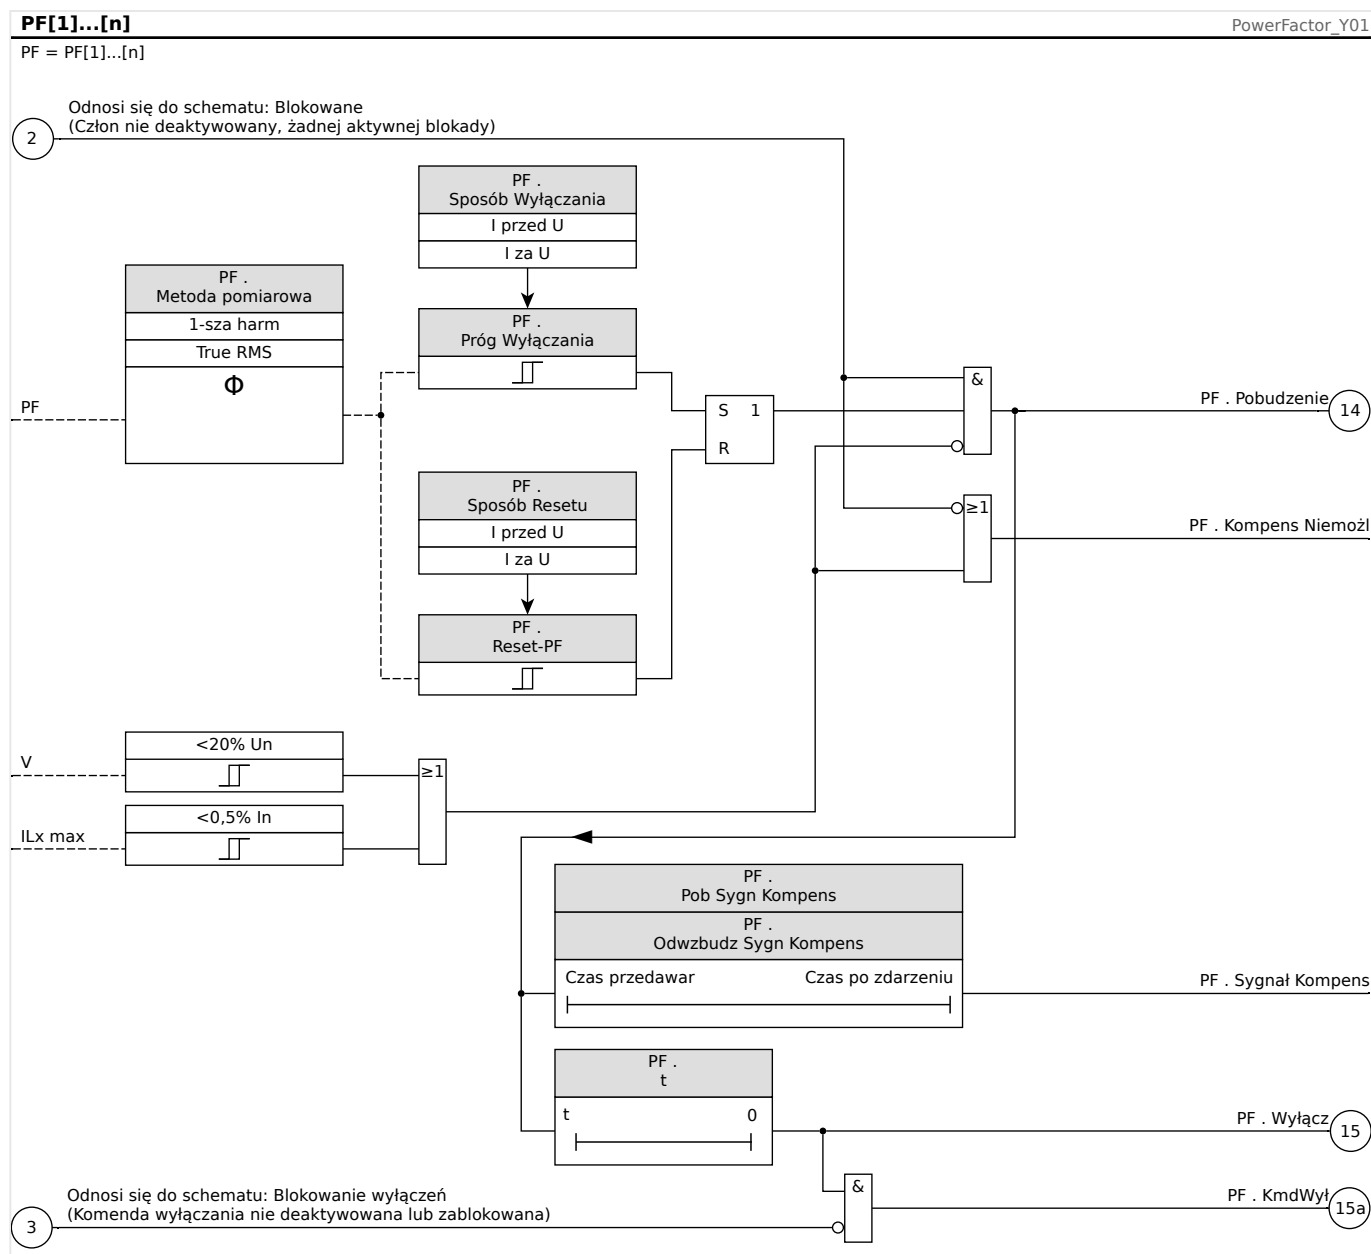 PF[1]...[n]
PowerFactor_Y01
PF = PF[1]...[n]
Odnosi się do schematu: Blokowane
(Człon nie deaktywowany, żadnej aktywnej blokady)
2
PF .
Sposób Wyłączania
I przed U
I za U
PF .
Metoda pomiarowa
1-sza harm
True RMS
Φ
PF
PF .
Próg Wyłączania
S 1
R
&
PF . Pobudzenie
14
PF .
Sposób Resetu
I przed U
I za U
≥1
PF . Kompens Niemożl
PF .
Reset-PF
V
<20% Un
≥1
ILx max
<0,5% In
PF .
Pob Sygn Kompens
PF .
Odwzbudz Sygn Kompens
Czas przedawar Czas po zdarzeniu
PF . Sygnał Kompens
PF .
t
t 0
PF . Wyłącz
15
Odnosi się do schematu: Blokowanie wyłączeń
(Komenda wyłączania nie deaktywowana lub zablokowana)
3
&
PF . KmdWył
15a